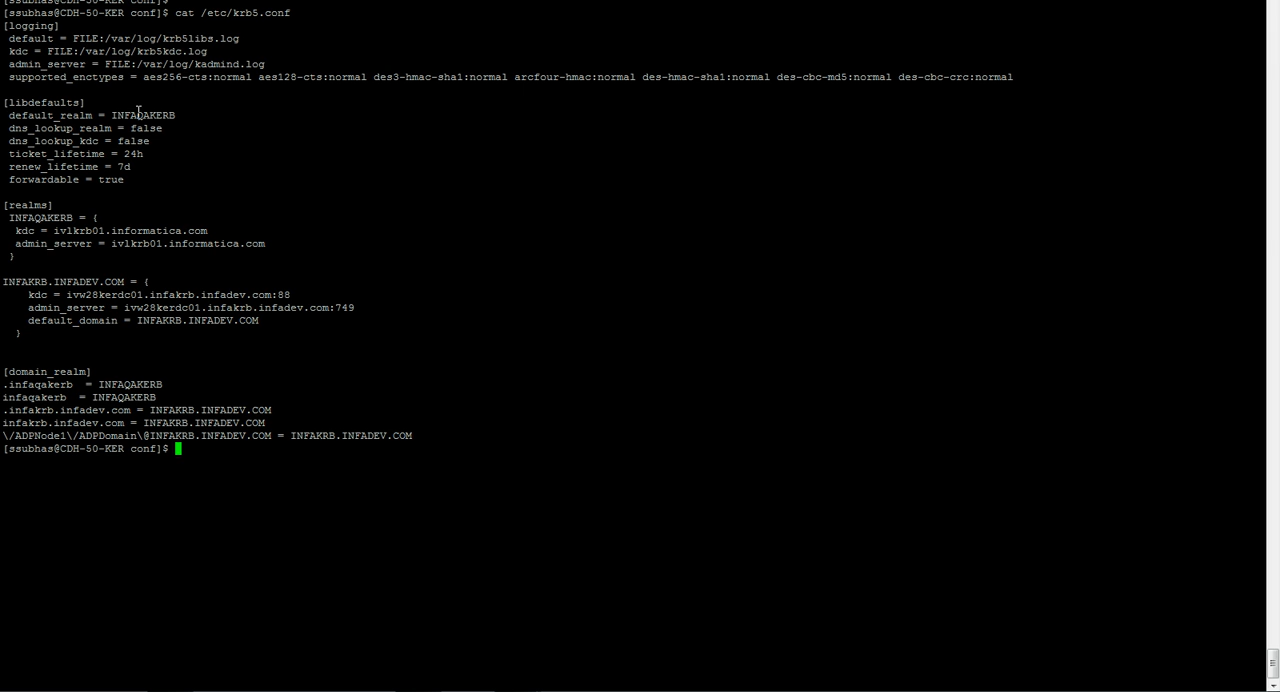 [ssubhas@CDH-50-KER conf]$
[ssubhas@CDH-50-KER conf]$ cat /etc/krb5.conf
[logging]
 default = FILE:/var/log/krb5libs.log
 kdc = FILE:/var/log/krb5kdc.log
 admin_server = FILE:/var/log/kadmind.log
 supported_enctypes = aes256-cts:normal aes128-cts:normal des3-hmac-sha1:normal arcfour-hmac:normal des-hmac-sha1:normal des-cbc-md5:normal des-cbc-crc:normal

[libdefaults]
 default_realm = INFAQAKERB
 dns_lookup_realm = false
 dns_lookup_kdc = false
 ticket_lifetime = 24h
 renew_lifetime = 7d
 forwardable = true

[realms]
 INFAQAKERB = {
  kdc = ivlkrb01.informatica.com
  admin_server = ivlkrb01.informatica.com
 }

INFAKRB.INFADEV.COM = {
    kdc = ivw28kerdc01.infakrb.infadev.com:88
    admin_server = ivw28kerdc01.infakrb.infadev.com:749
    default_domain = INFAKRB.INFADEV.COM
  }

[domain_realm]
.infaqakerb  = INFAQAKERB
infaqakerb  = INFAQAKERB
.infakrb.infadev.com = INFAKRB.INFADEV.COM
infakrb.infadev.com = INFAKRB.INFADEV.COM
\/ADPNode1\/ADPDomain\@INFAKRB.INFADEV.COM = INFAKRB.INFADEV.COM
[ssubhas@CDH-50-KER conf]$